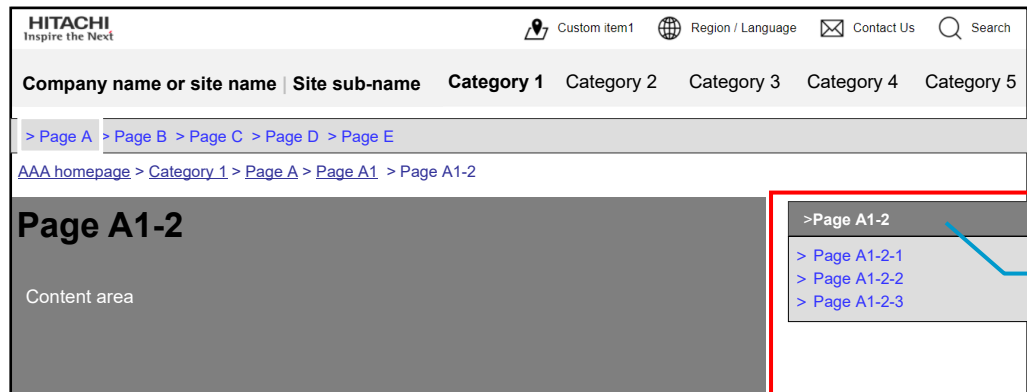 HITACHI
Inspire the Next
Custom item1 Region / Language Contact Us Search
Company name or site name | Site sub-name Category 1 Category 2 Category 3 Category 4 Category 5
> Page A > Page B > Page C > Page D > Page E
AAA homepage > Category 1 > Page A > Page A1 > Page A1-2
Page A1-2
Content area
>Page A1-2
> Page A1-2-1
> Page A1-2-2
> Page A1-2-3